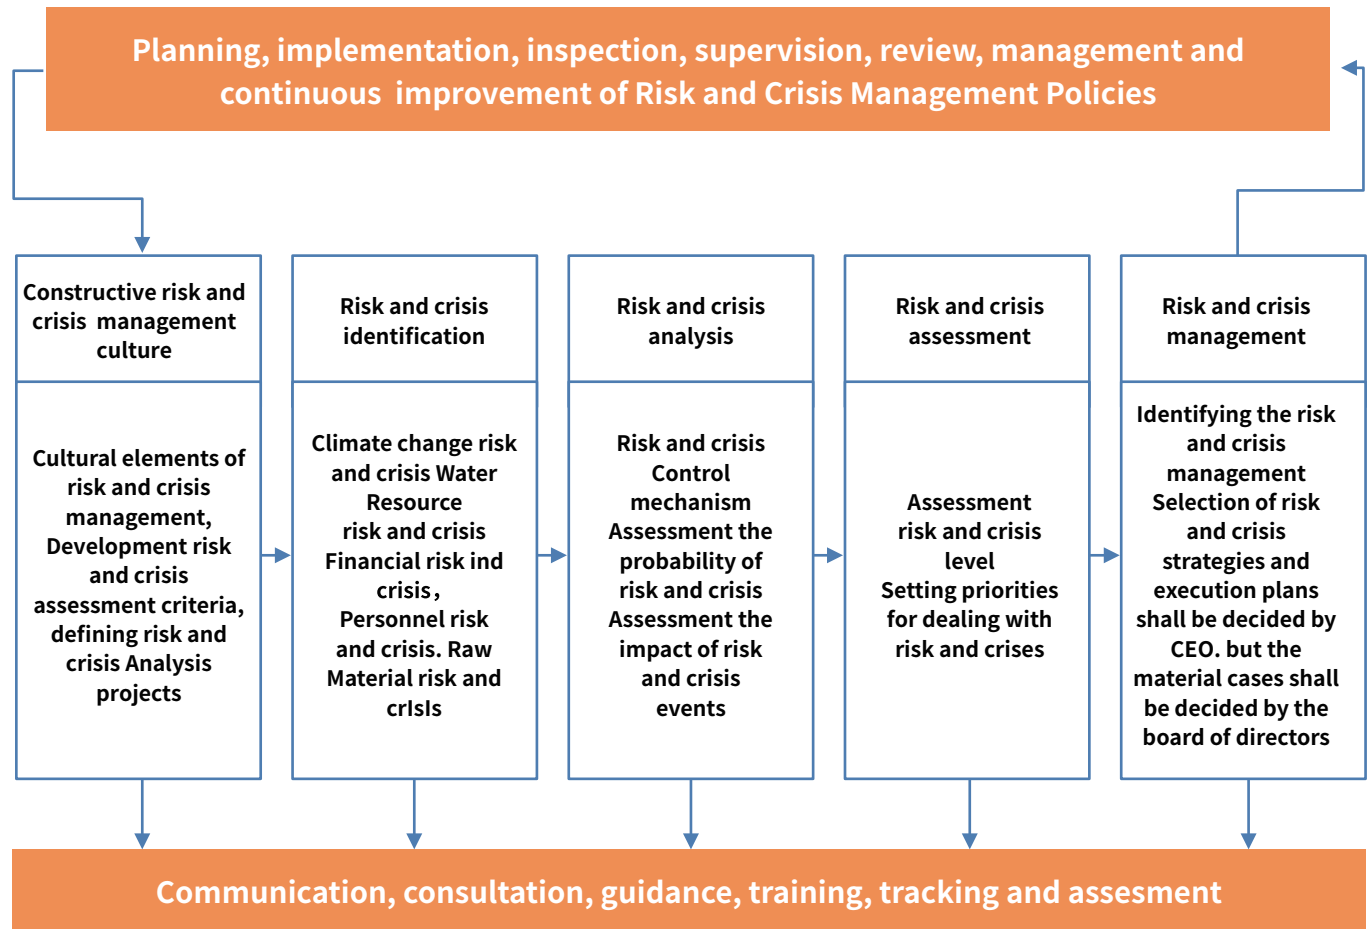 Planning, implementation, inspection, supervision, review, management and
continuous improvement of Risk and Crisis Management Policies
Constructive risk and
crisis management
culture
Cultural elements of
risk and crisis
management,
Development risk
and crisis
assessment criteria,
defining risk and
crisis Analysis
projects
Risk and crisis
identification
Climate change risk
and crisis Water
Resource
risk and crisis
Financial risk ind
crisis，
Personnel risk
and crisis. Raw
Material risk and
crIsIs
Risk and crisis
analysis
Risk and crisis
Control
mechanism
Assessment the
probability of
risk and crisis
Assessment the
impact of risk
and crisis
events
Risk and crisis
assessment
Assessment
risk and crisis
level
Setting priorities
for dealing with
risk and crises
Risk and crisis
management
Identifying the risk
and crisis
management
Selection of risk
and crisis
strategies and
execution plans
shall be decided by
CEO. but the
material cases shall
be decided by the
board of directors
Communication, consultation, guidance, training, tracking and assesment